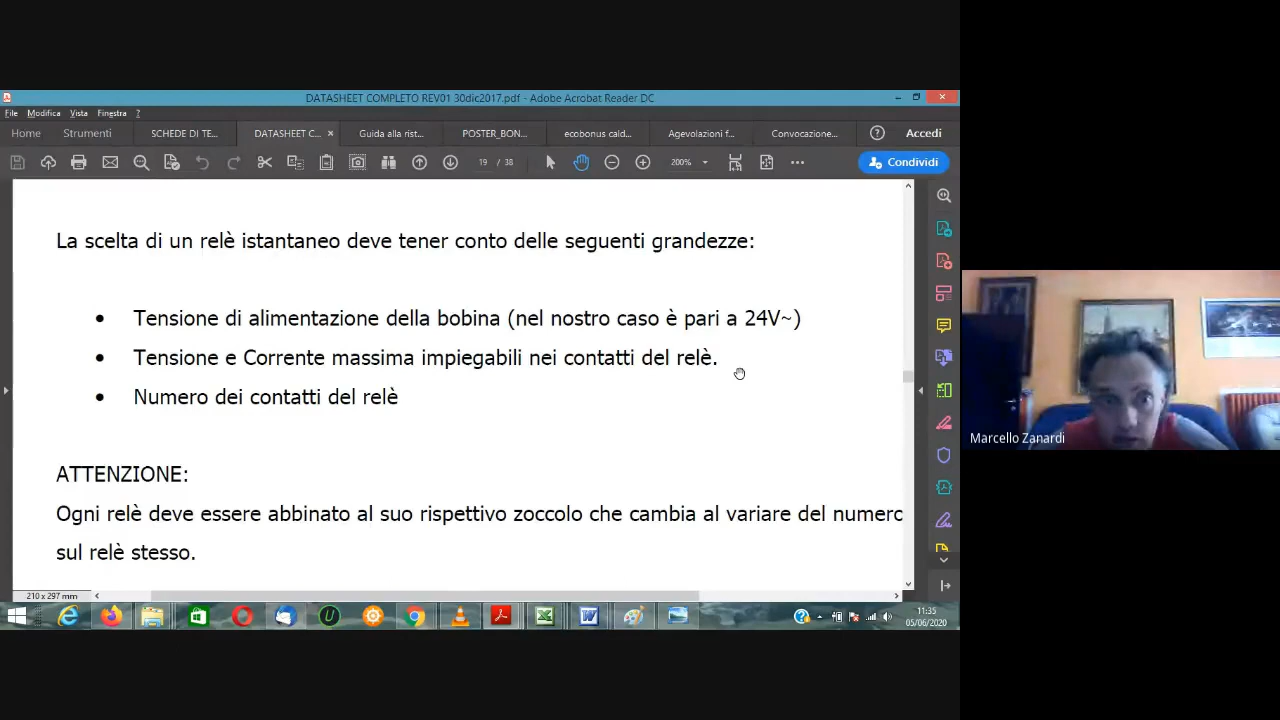 DATASHEET COMPLETO REV01 30dic2017.pdf - Adobe Acrobat Reader DC
File Modifica Vista Finestra ?
Home Strumenti SCHEDE DI TE... DATASHEET C... × Guida alla rist... POSTER_BON... ecobonus cald... Agevolazioni f... Convocazione... Accedi
19 / 38 200% Condividi
La scelta di un relè istantaneo deve tener conto delle seguenti grandezze:
• Tensione di alimentazione della bobina (nel nostro caso è pari a 24V~)
• Tensione e Corrente massima impiegabili nei contatti del relè.
• Numero dei contatti del relè
Marcello Zanardi
ATTENZIONE:
Ogni relè deve essere abbinato al suo rispettivo zoccolo che cambia al variare del numero
sul relè stesso.
210 x 297 mm
11:35
05/06/2020